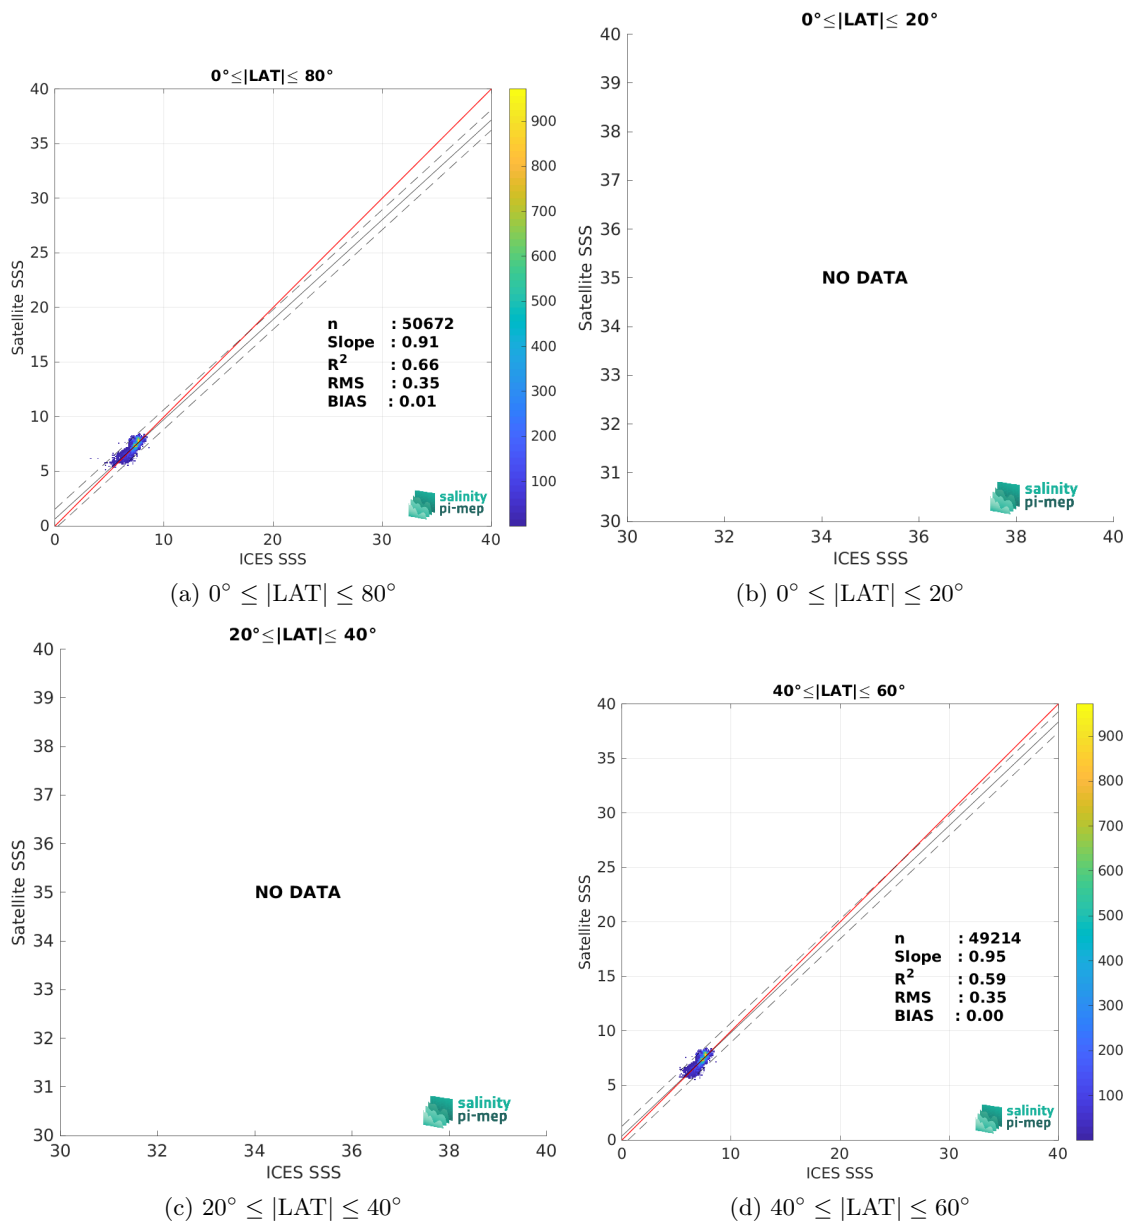 0°≤|LAT|≤ 80°
Satellite SSS
40
35
30
25
20
15
10
5
0
0 10 20 30 40
ICES SSS
n : 50672
Slope : 0.91
R² : 0.66
RMS : 0.35
BIAS : 0.01
salinity
pi-mep
900
800
700
600
500
400
300
200
100
(a) 0° ≤ |LAT| ≤ 80°
0°≤|LAT|≤ 20°
Satellite SSS
40
39
38
37
36
35
34
33
32
31
30
NO DATA
salinity
pi-mep
30 32 34 36 38 40
ICES SSS
(b) 0° ≤ |LAT| ≤ 20°
20°≤|LAT|≤ 40°
Satellite SSS
40
39
38
37
36
35
34
33
32
31
30
NO DATA
salinity
pi-mep
30 32 34 36 38 40
ICES SSS
(c) 20° ≤ |LAT| ≤ 40°
40°≤|LAT|≤ 60°
Satellite SSS
40
35
30
25
20
15
10
5
0
0 10 20 30 40
ICES SSS
n : 49214
Slope : 0.95
R² : 0.59
RMS : 0.35
BIAS : 0.00
salinity
pi-mep
900
800
700
600
500
400
300
200
100
(d) 40° ≤ |LAT| ≤ 60°